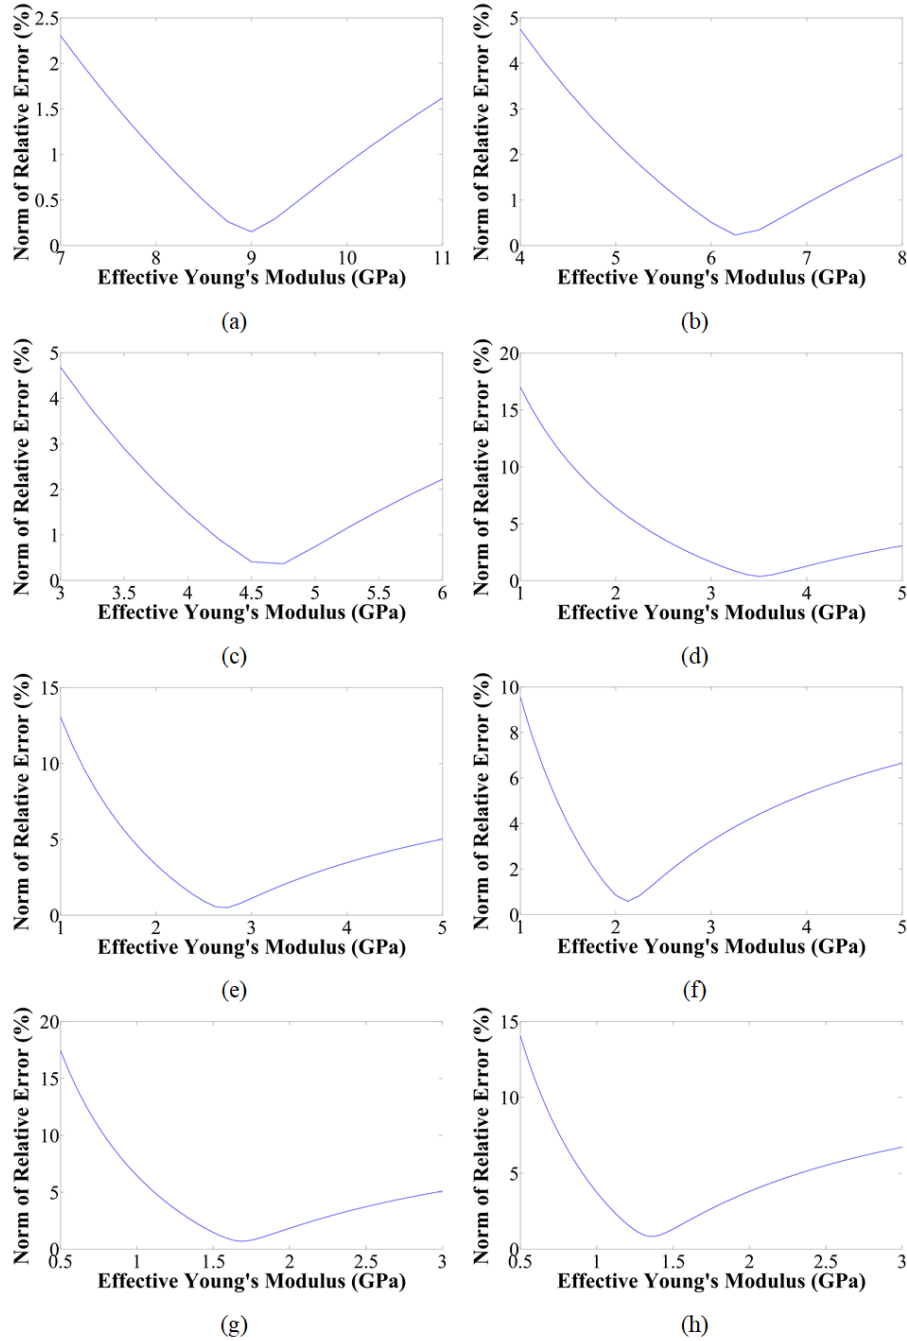 Norm of Relative Error (%)
2.5
2
1.5
1
0.5
0
7 8 9 10 11
Effective Young's Modulus (GPa)
(a)
Norm of Relative Error (%)
5
4
3
2
1
0
4 5 6 7 8
Effective Young's Modulus (GPa)
(b)
Norm of Relative Error (%)
5
4
3
2
1
0
3 3.5 4 4.5 5 5.5 6
Effective Young's Modulus (GPa)
(c)
Norm of Relative Error (%)
20
15
10
5
0
1 2 3 4 5
Effective Young's Modulus (GPa)
(d)
Norm of Relative Error (%)
15
10
5
0
1 2 3 4 5
Effective Young's Modulus (GPa)
(e)
Norm of Relative Error (%)
10
8
6
4
2
0
1 2 3 4 5
Effective Young's Modulus (GPa)
(f)
Norm of Relative Error (%)
20
15
10
5
0
0.5 1 1.5 2 2.5 3
Effective Young's Modulus (GPa)
(g)
Norm of Relative Error (%)
15
10
5
0
0.5 1 1.5 2 2.5 3
Effective Young's Modulus (GPa)
(h)